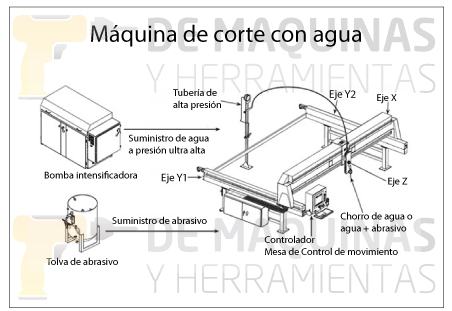 Máquina de corte con agua
DE MAQUINAS
Y HERRAMIENTAS
Tubería de
alta presión
Eje Y2
Eje X
Suministro de agua
a presión ultra alta
Bomba intensificadora
Eje Y1
Eje Z
Chorro de agua o
agua + abrasivo
Suministro de abrasivo
Controlador
Mesa de Control de movimiento
Tolva de abrasivo
DE MAQUINAS
Y HERRAMIENTAS